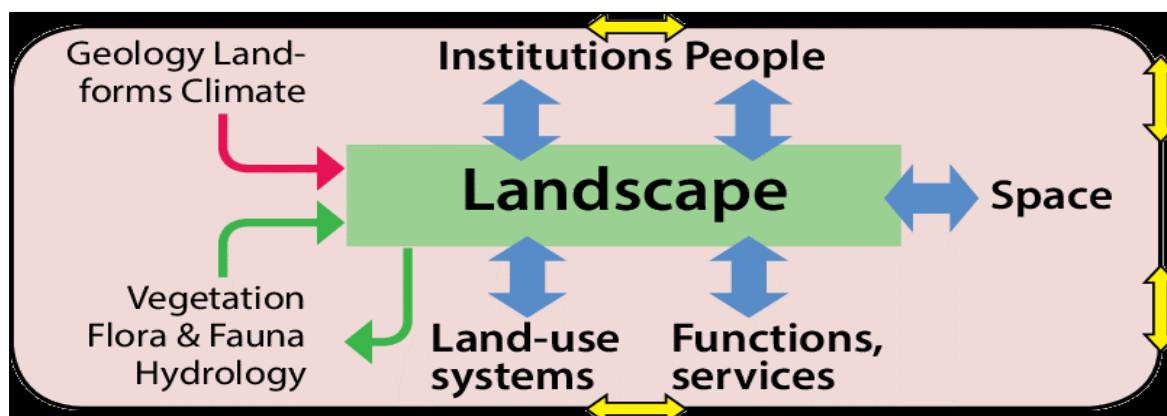 Geology Land-
forms Climate
Institutions People
Landscape
Space
Vegetation
Flora & Fauna
Hydrology
Land-use
systems
Functions,
services